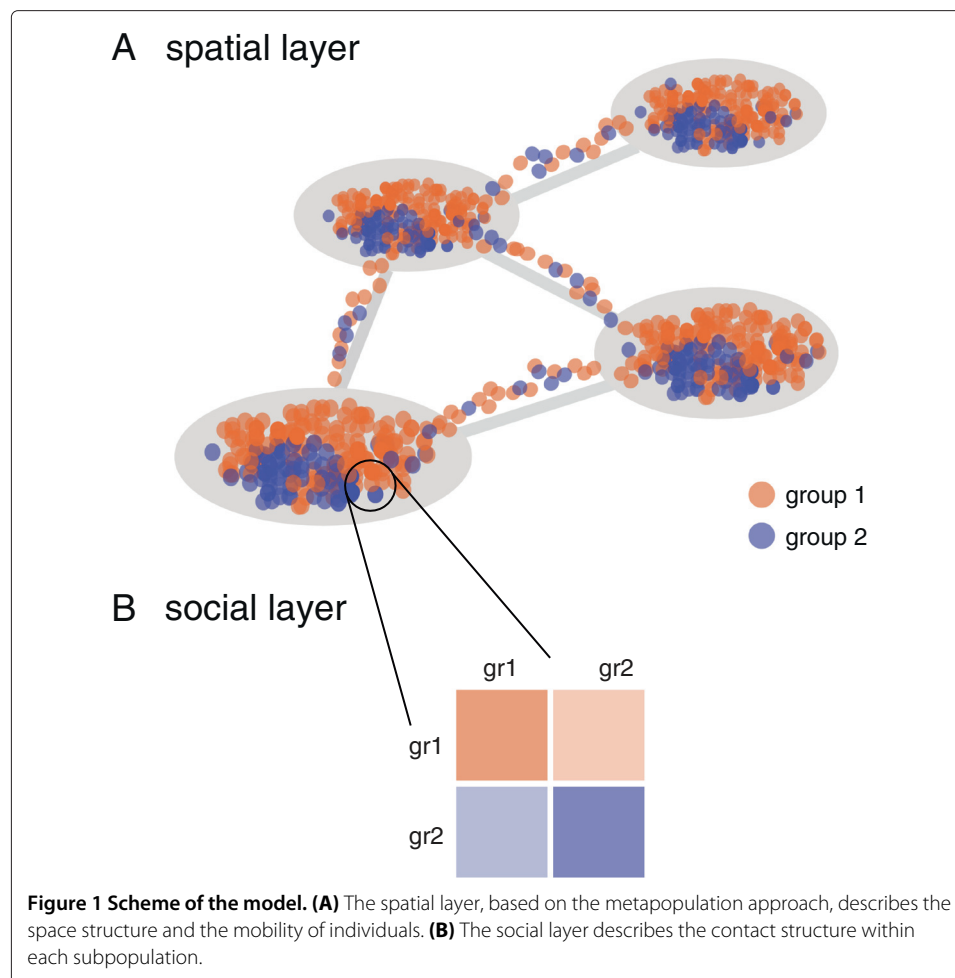 A spatial layer
group 1
group 2
B social layer
gr1 gr2
gr1
gr2
Figure 1 Scheme of the model. (A) The spatial layer, based on the metapopulation approach, describes the
space structure and the mobility of individuals. (B) The social layer describes the contact structure within
each subpopulation.